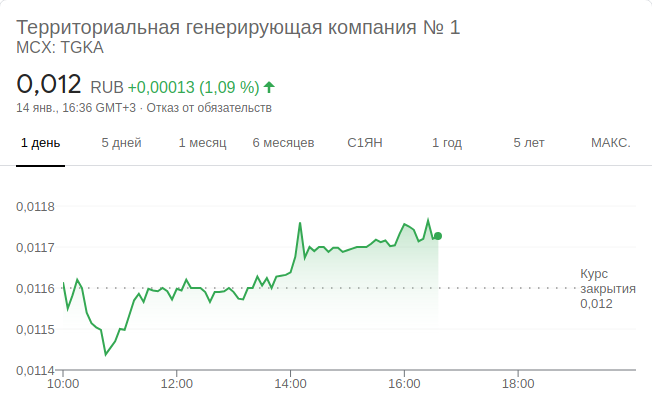 Территориальная генерирующая компания № 1
MCX: TGKA
0,012 RUB +0,00013 (1,09 %)
14 янв., 16:36 GMT+3 · Отказ от обязательств
1 день 5 дней 1 месяц 6 месяцев С1ЯН 1 год 5 лет МАКС.
0,0118
0,0117
0,0116
0,0115
0,0114
Курс
закрытия
0,012
10:00 12:00 14:00 16:00 18:00